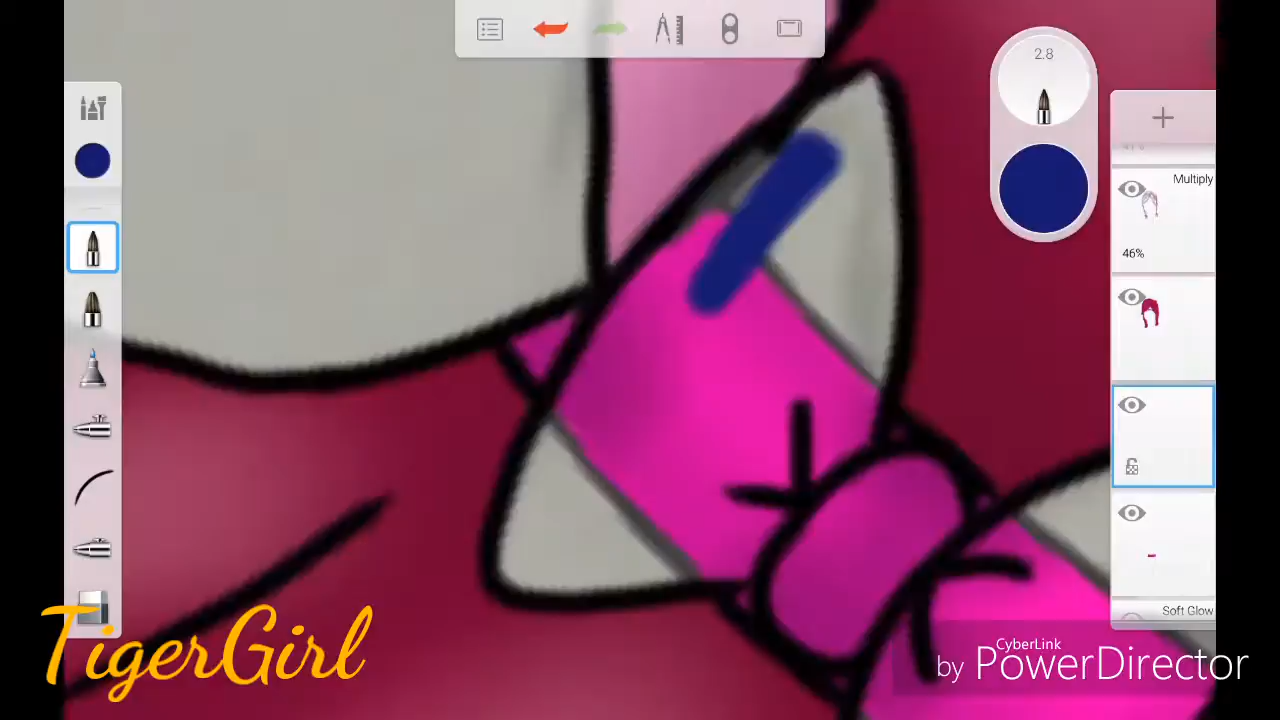 2.8
Multiply
46%
Soft Glow
TigerGirl
CyberLink
by PowerDirector